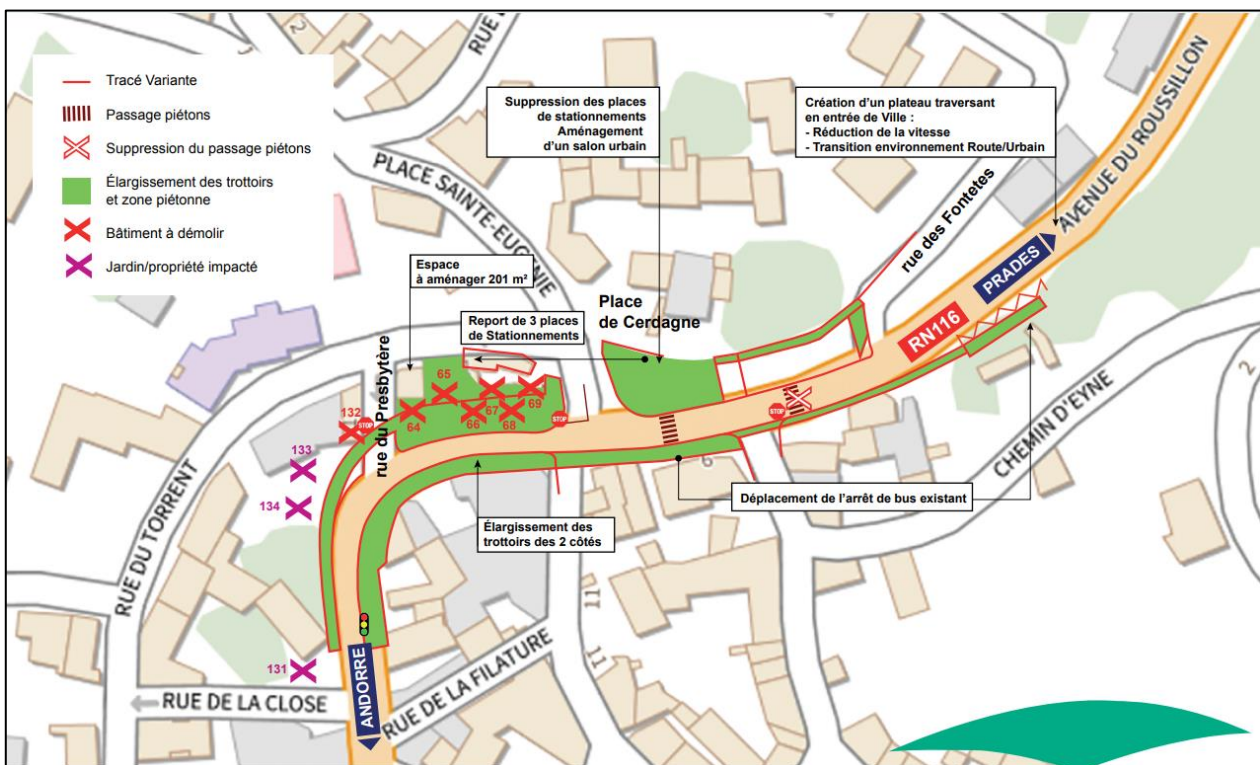 Tracé Variante
Passage piétons
Suppression du passage piétons
Élargissement des trottoirs
et zone piétonne
Bâtiment à démolir
Jardin/propriété impacté
2
RUE
Suppression des places
de stationnements
Aménagement
d'un salon urbain
Création d'un plateau traversant
en entrée de Ville :
- Réduction de la vitesse
- Transition environnement Route/Urbain
AVENUE DU ROUSSILLON
PLACE SAINTE-EUGÉNIE
rue des Fontetes
Espace
à aménager 201 m²
Report de 3 places
de Stationnements
Place
de Cerdagne
PRADES
RN116
rue du Presbytère
65
67
69
64
66
68
STOP
STOP
STOP
132
133
134
131
RUE DU TORRENT
CHEMIN D'EYNE
2
9
Déplacement de l'arrêt de bus existant
Élargissement des
trottoirs des 2 côtés
11
11
ANDORRE
RUE DE LA CLOSE
RUE DE LA FILATURE